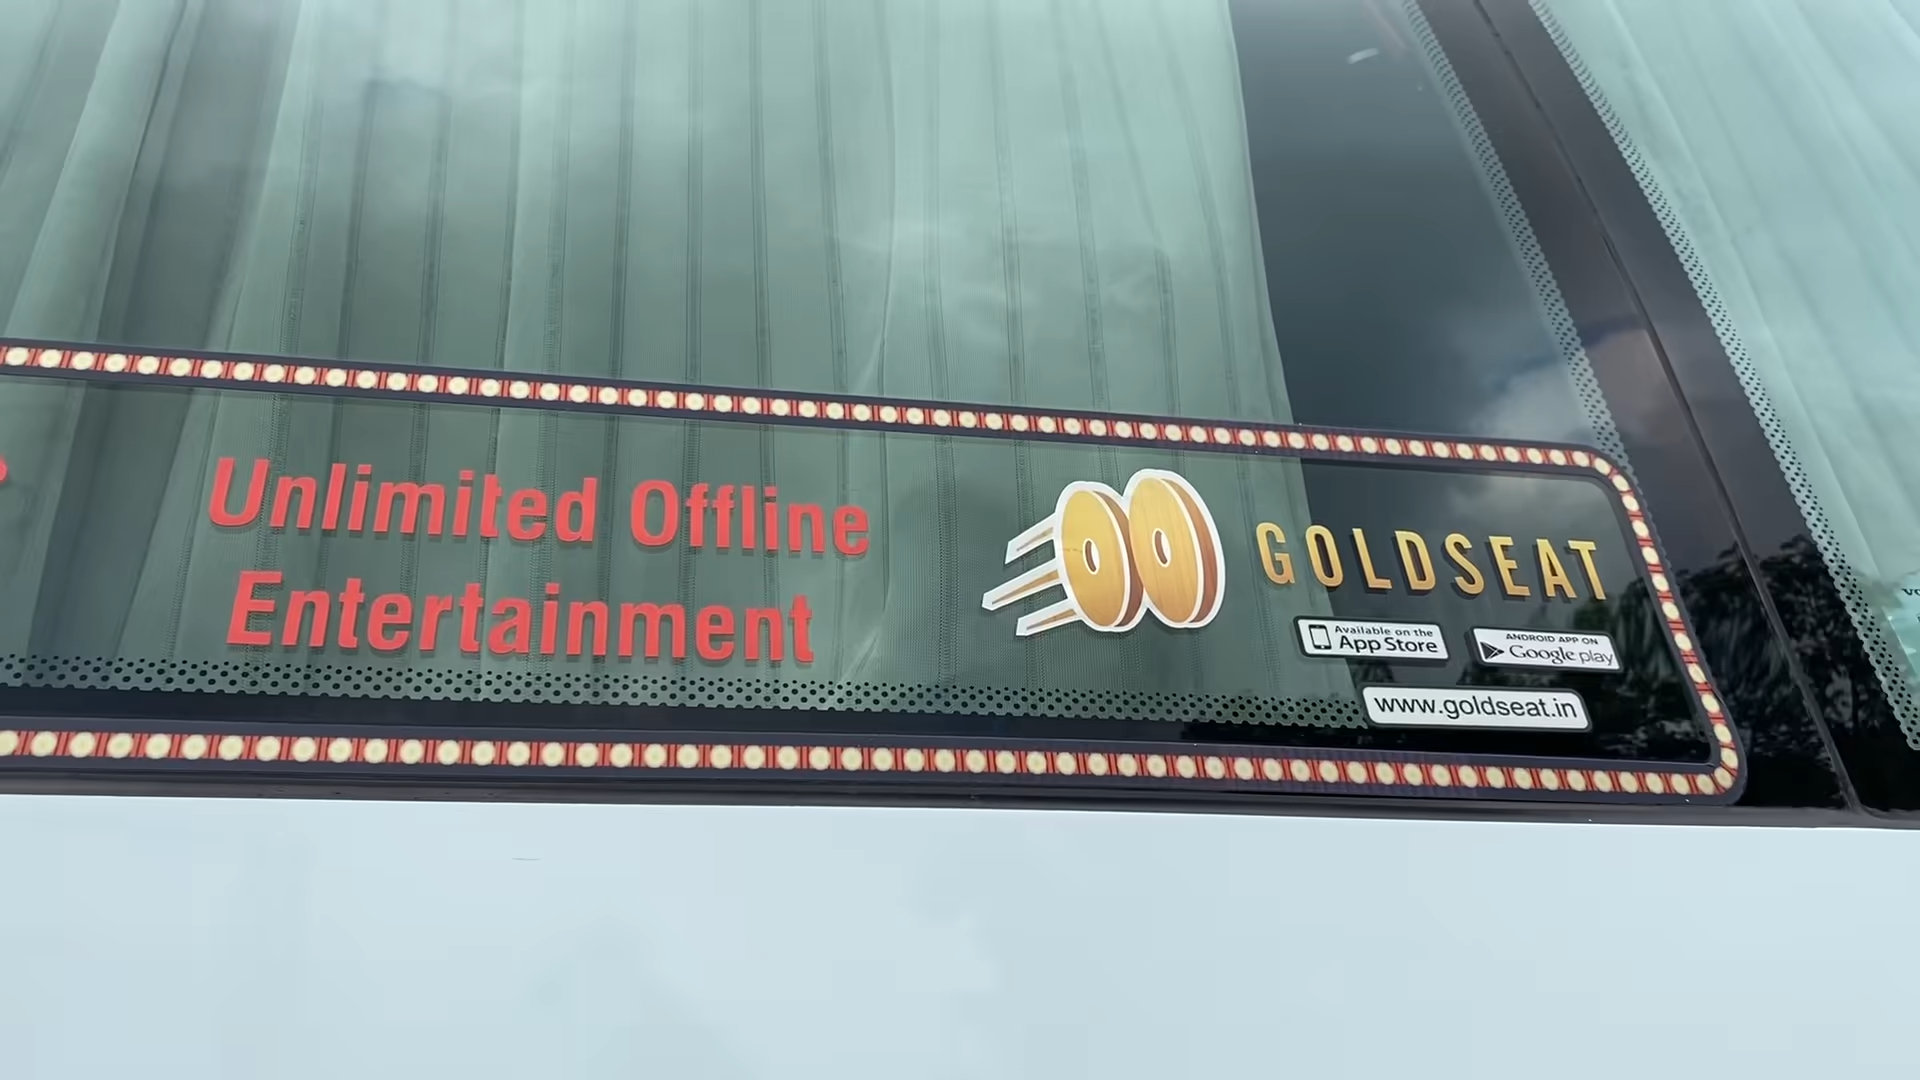 Unlimited Offline
Entertainment
GOLDSEAT
Available on the
App Store
ANDROID APP ON
Google play
www.goldseat.in